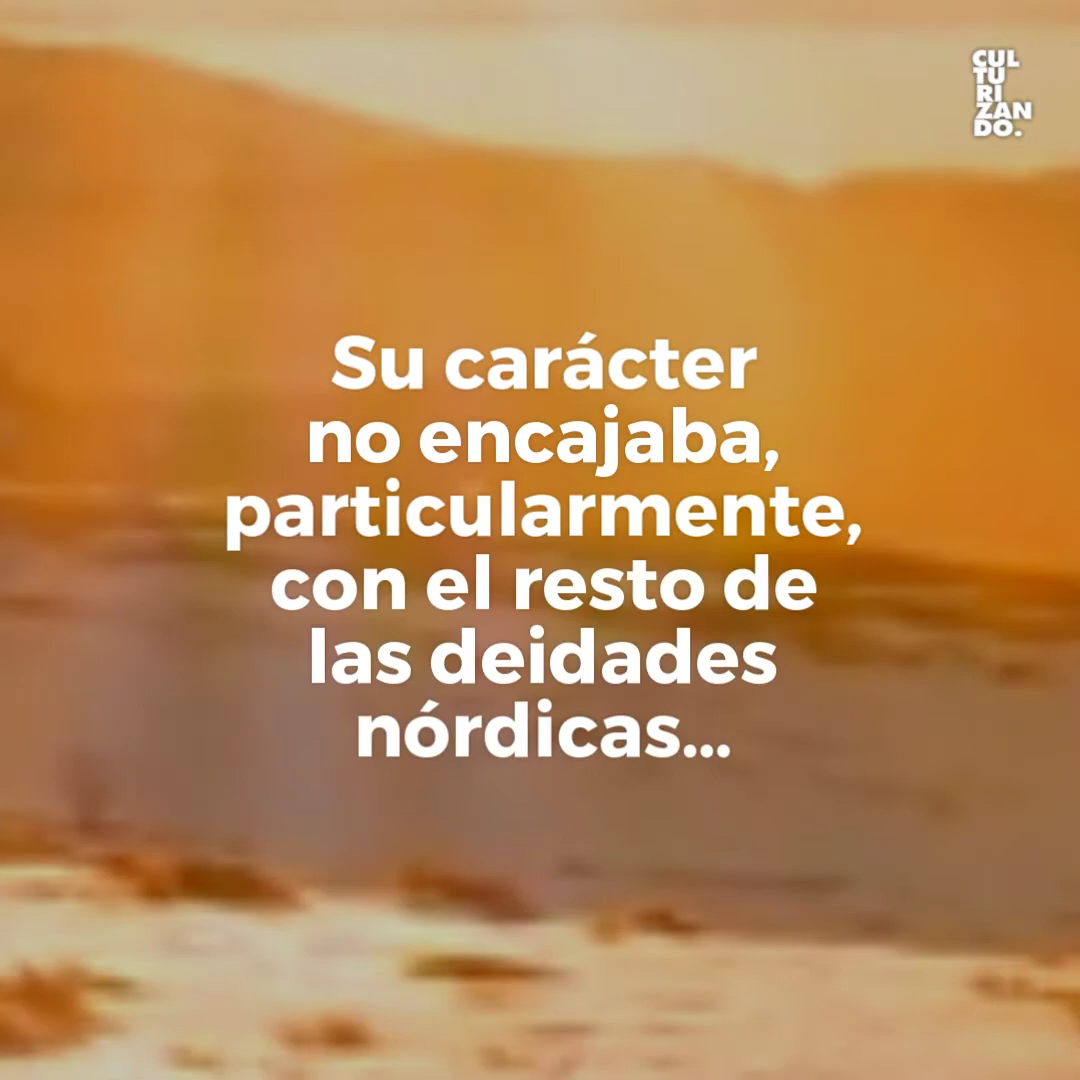 CUL
TU
RI
ZAN
DO.
Su carácter
no encajaba,
particularmente,
con el resto de
las deidades
nórdicas...